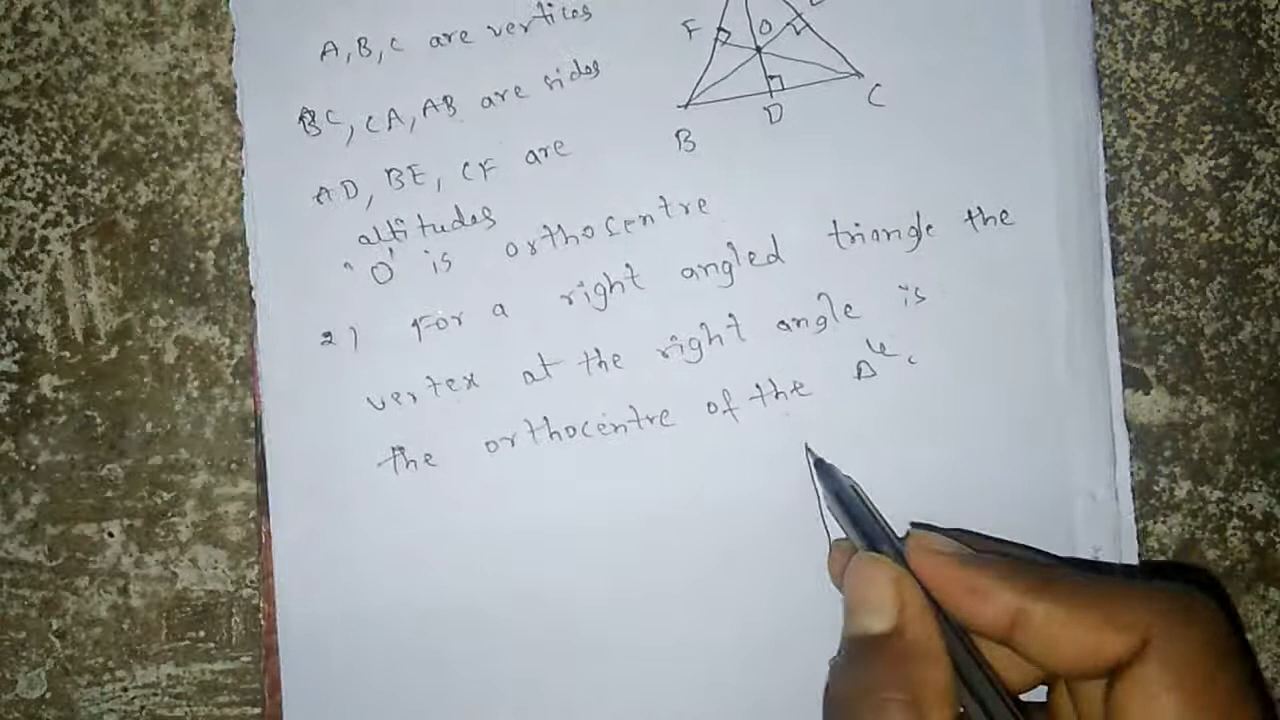 A, B, C are vertices
BC, CA, AB are sides
AD, BE, CF are
altitudes
"O' is orthocentre
2) For a right angled triangle the
vertex at the right angle is
the orthocentre of the Δle.
F
O
D
C
B